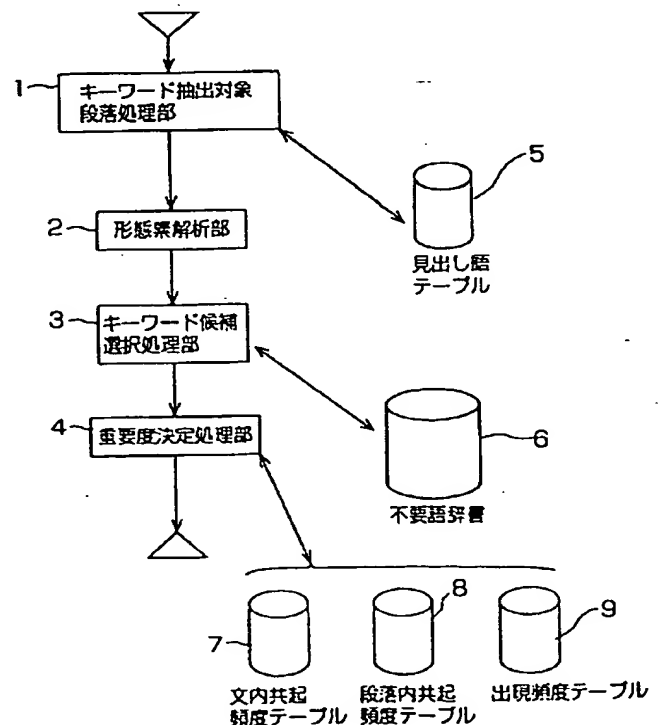 1
キーワード抽出対象
段落処理部
5
見出し語
テーブル
2
形態素解析部
3
キーワード候補
選択処理部
4
重要度決定処理部
6
不要語辞書
7
文内共起
頻度テーブル
8
段落内共起
頻度テーブル
9
出現頻度テーブル